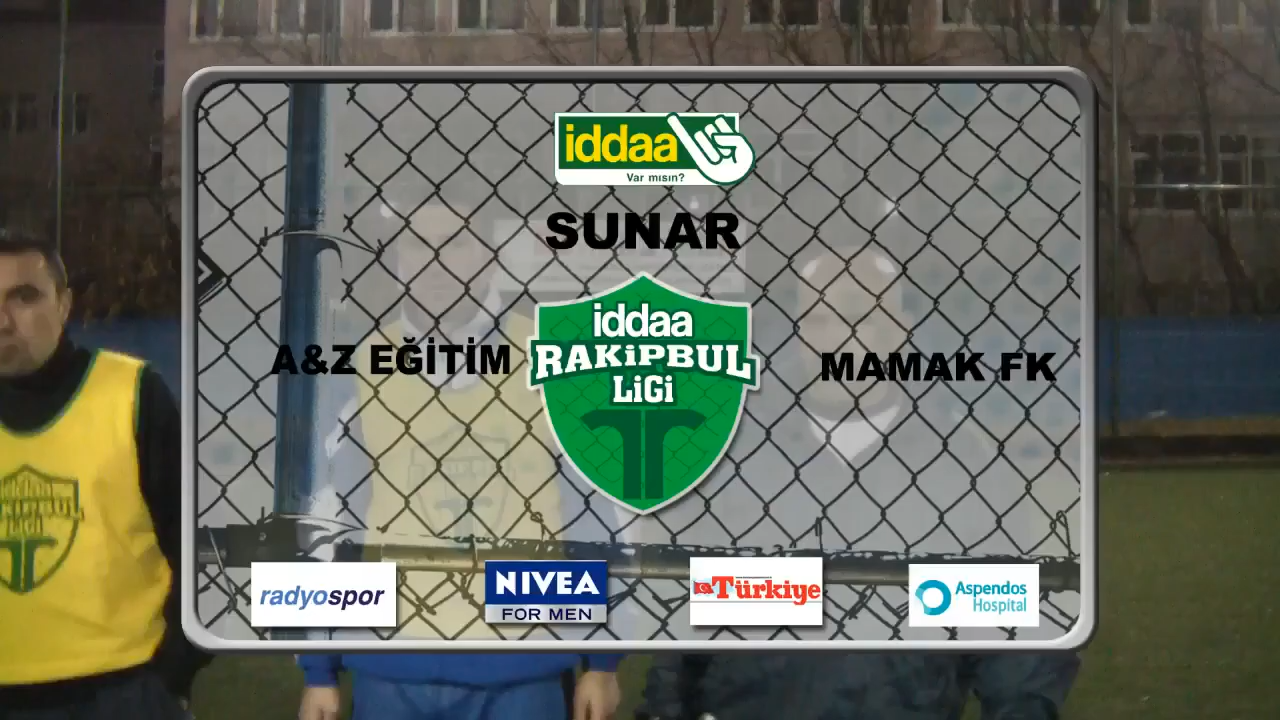 iddaa
Var mısın?
SUNAR
iddaa
RAKiPBUL
LiGi
A&Z EĞİTİM
MAMAK FK
radyospor
NIVEA
FOR MEN
Türkiye
Aspendos
Hospital